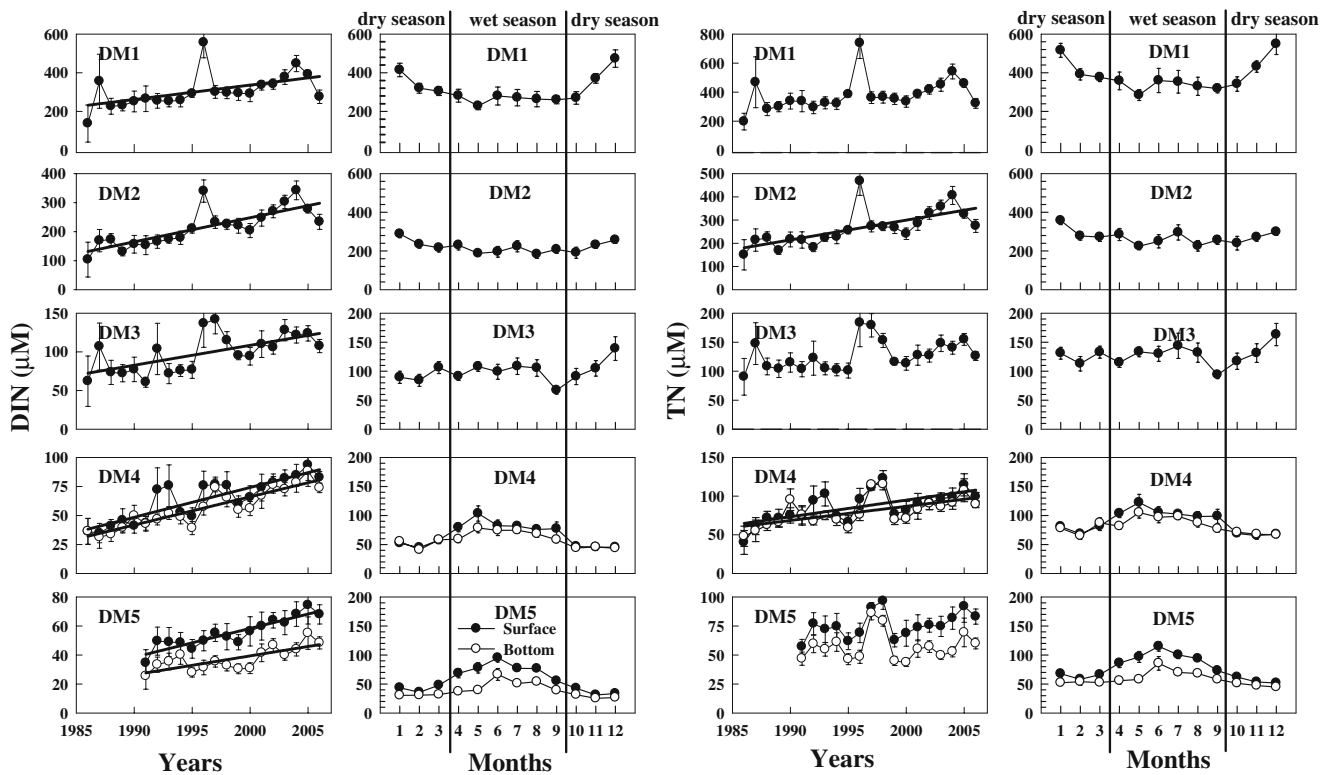 dry season wet season dry season dry season wet season dry season
600 DM1 600 DM1 800 DM1 600 DM1
400 400 600 400
200 200 400 200
0 0 200 0
0
400 DM2 600 DM2 500 DM2 600 DM2
300 400 400 400
200 200 300 200
100 0 200 0
0 100
0
150 DM3 200 DM3 200 DM3 200 DM3
100 150 150 150
50 100 100 100
0 50 50 50
0 0 0
100 DM4 200 DM4 150 DM4 200 DM4
75 150 100 150
50 100 50 100
25 50 0 50
0 0 0
80 DM5 200 DM5 100 DM5 200 DM5
60 150 Surface 75 150 Surface
40 100 Bottom 50 100 Bottom
20 50 25 50
0 0 0 0
1985 1990 1995 2000 2005 1 2 3 4 5 6 7 8 9 10 11 12 1985 1990 1995 2000 2005 1 2 3 4 5 6 7 8 9 10 11 12
Years Months Years Months
DIN (μM)
TN (μM)